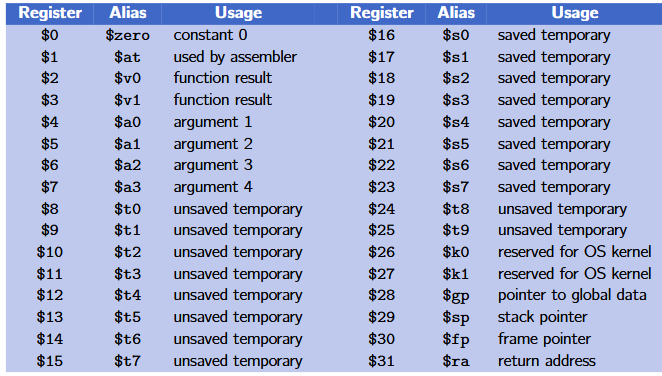 Register Alias Usage Register Alias Usage
$0 $zero constant 0 $16 $s0 saved temporary
$1 $at used by assembler $17 $s1 saved temporary
$2 $v0 function result $18 $s2 saved temporary
$3 $v1 function result $19 $s3 saved temporary
$4 $a0 argument 1 $20 $s4 saved temporary
$5 $a1 argument 2 $21 $s5 saved temporary
$6 $a2 argument 3 $22 $s6 saved temporary
$7 $a3 argument 4 $23 $s7 saved temporary
$8 $t0 unsaved temporary $24 $t8 unsaved temporary
$9 $t1 unsaved temporary $25 $t9 unsaved temporary
$10 $t2 unsaved temporary $26 $k0 reserved for OS kernel
$11 $t3 unsaved temporary $27 $k1 reserved for OS kernel
$12 $t4 unsaved temporary $28 $gp pointer to global data
$13 $t5 unsaved temporary $29 $sp stack pointer
$14 $t6 unsaved temporary $30 $fp frame pointer
$15 $t7 unsaved temporary $31 $ra return address